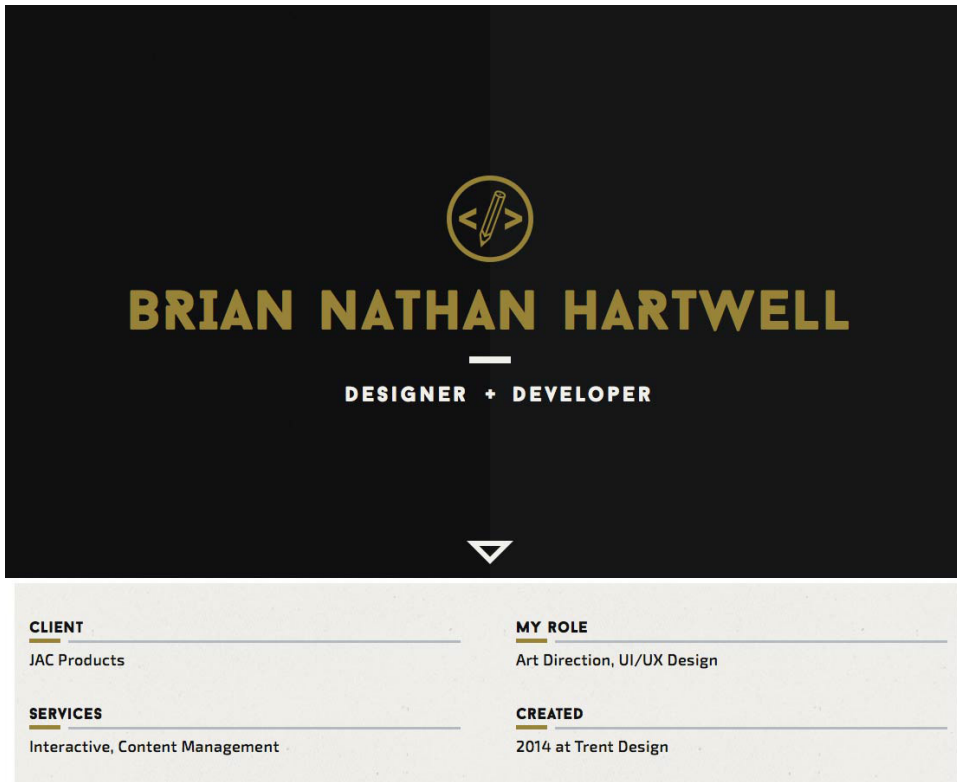 BRIAN NATHAN HARTWELL
DESIGNER + DEVELOPER
CLIENT
JAC Products
MY ROLE
Art Direction, UI/UX Design
SERVICES
Interactive, Content Management
CREATED
2014 at Trent Design